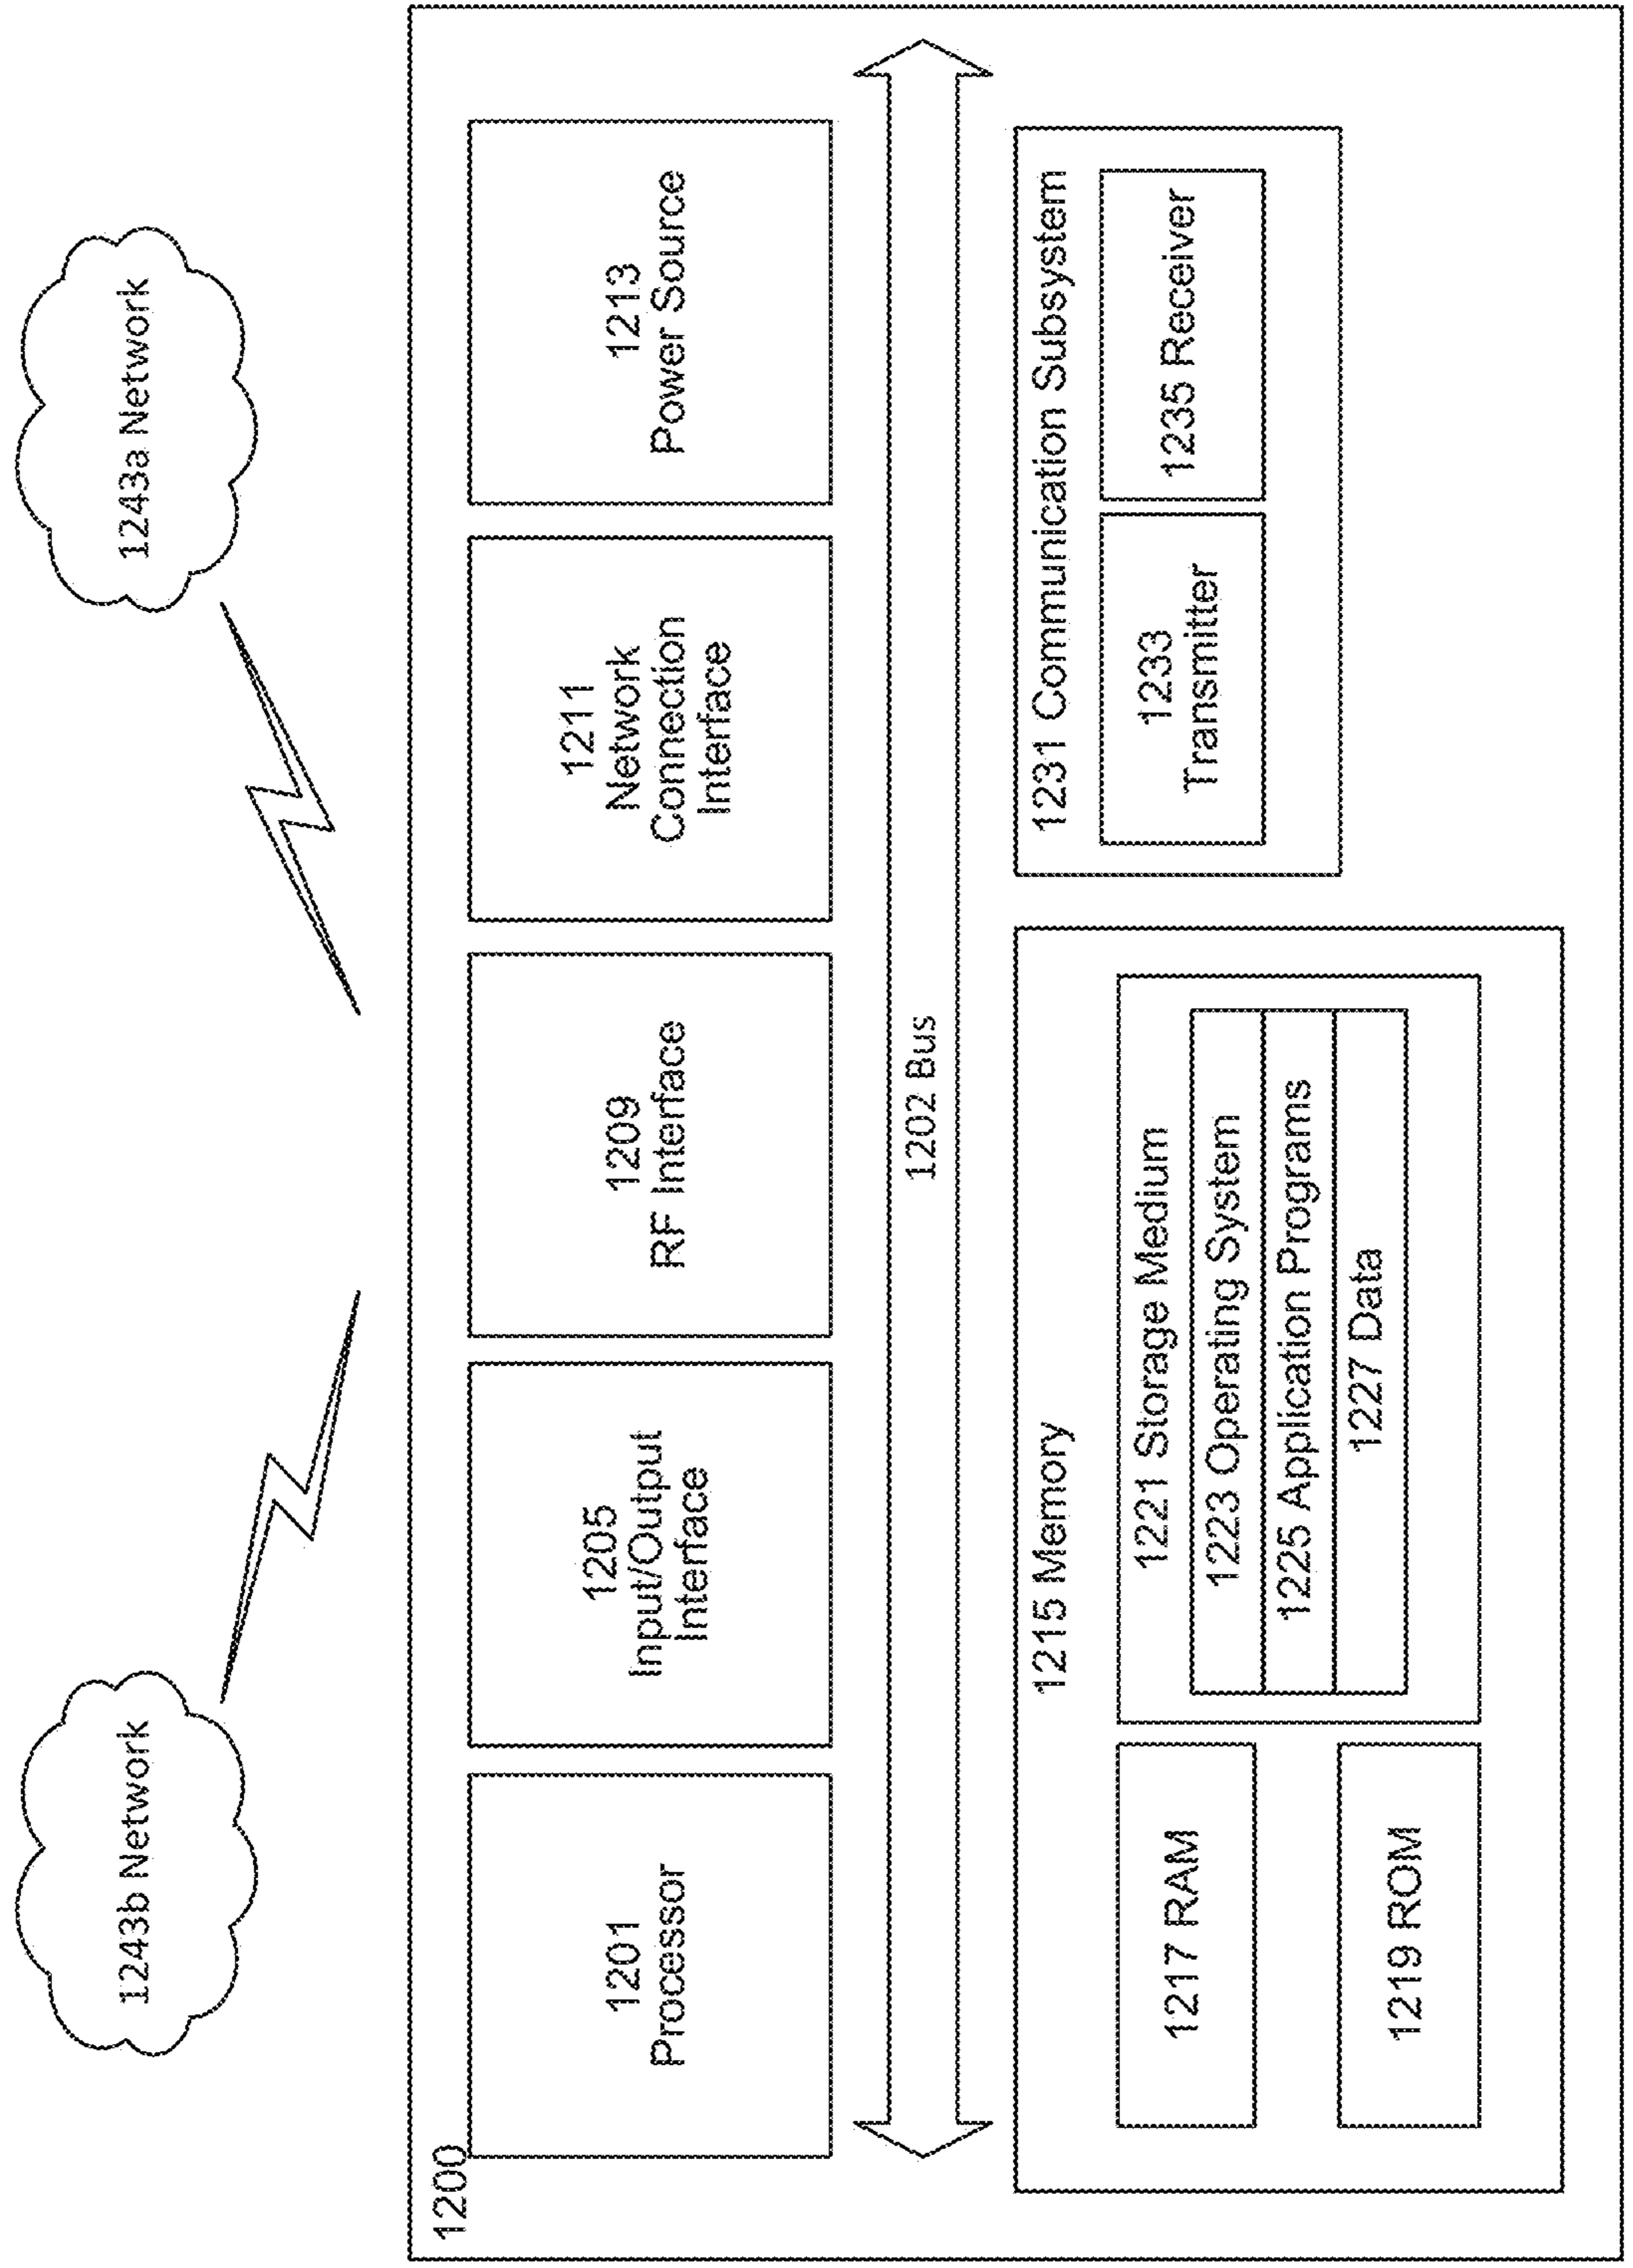 1243b Network
1243a Network
1200
1201
Processor
1205
Input/Output
Interface
1209
RF Interface
1211
Network
Connection
Interface
1213
Power Source
1202 Bus
1215 Memory
1217 RAM
1219 ROM
1221 Storage Medium
1223 Operating System
1225 Application Programs
1227 Data
1231 Communication Subsystem
1233
Transmitter
1235 Receiver